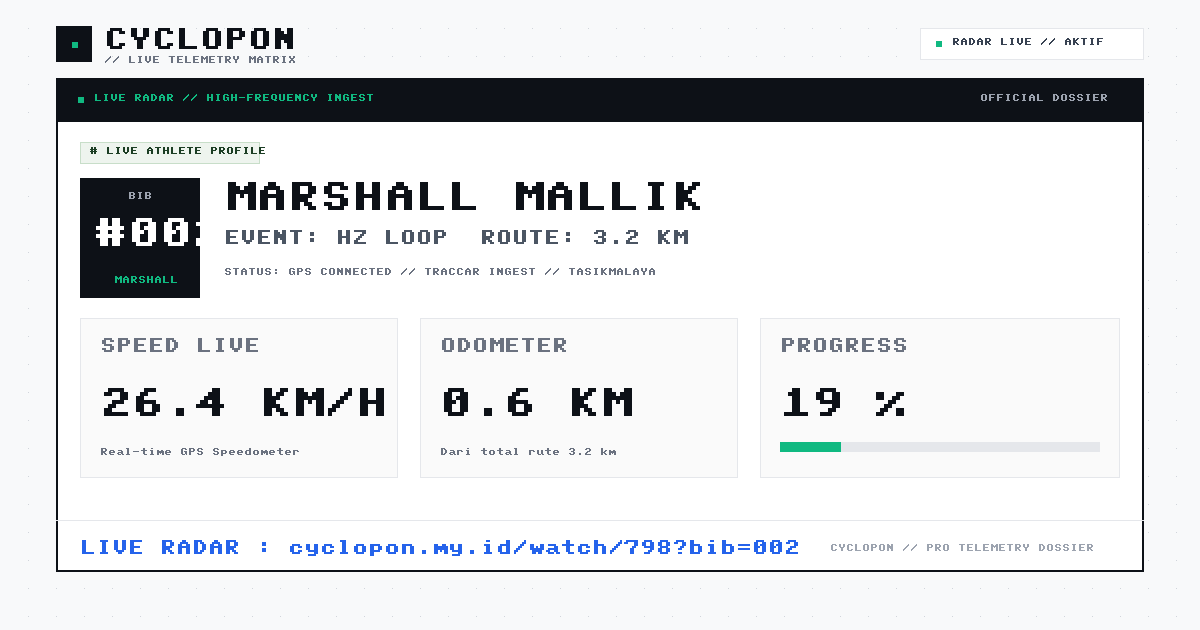 CYCLOPON
// LIVE TELEMETRY MATRIX
RADAR LIVE // AKTIF
LIVE RADAR // HIGH-FREQUENCY INGEST
OFFICIAL DOSSIER
# LIVE ATHLETE PROFILE
BIB
#002
MARSHALL
MARSHALL MALLIK
EVENT: HZ LOOP ROUTE: 3.2 KM
STATUS: GPS CONNECTED // TRACCAR INGEST // TASIKMALAYA
SPEED LIVE
26.4 KM/H
Real-time GPS Speedometer
ODOMETER
0.6 KM
Dari total rute 3.2 km
PROGRESS
19 %
LIVE RADAR : cyclopon.my.id/watch/798?bib=002
CYCLOPON // PRO TELEMETRY DOSSIER